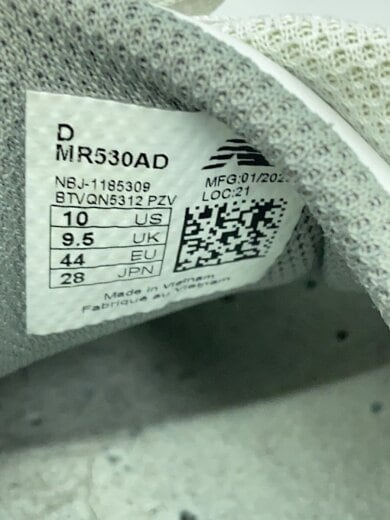 D
MR530AD
NBJ-1185309
BTVQN5312 PZV
MFG:01/202
LOC:21
10 US
9.5 UK
44 EU
28 JPN
Made in Vietnam
Fabriqué au Vietnam